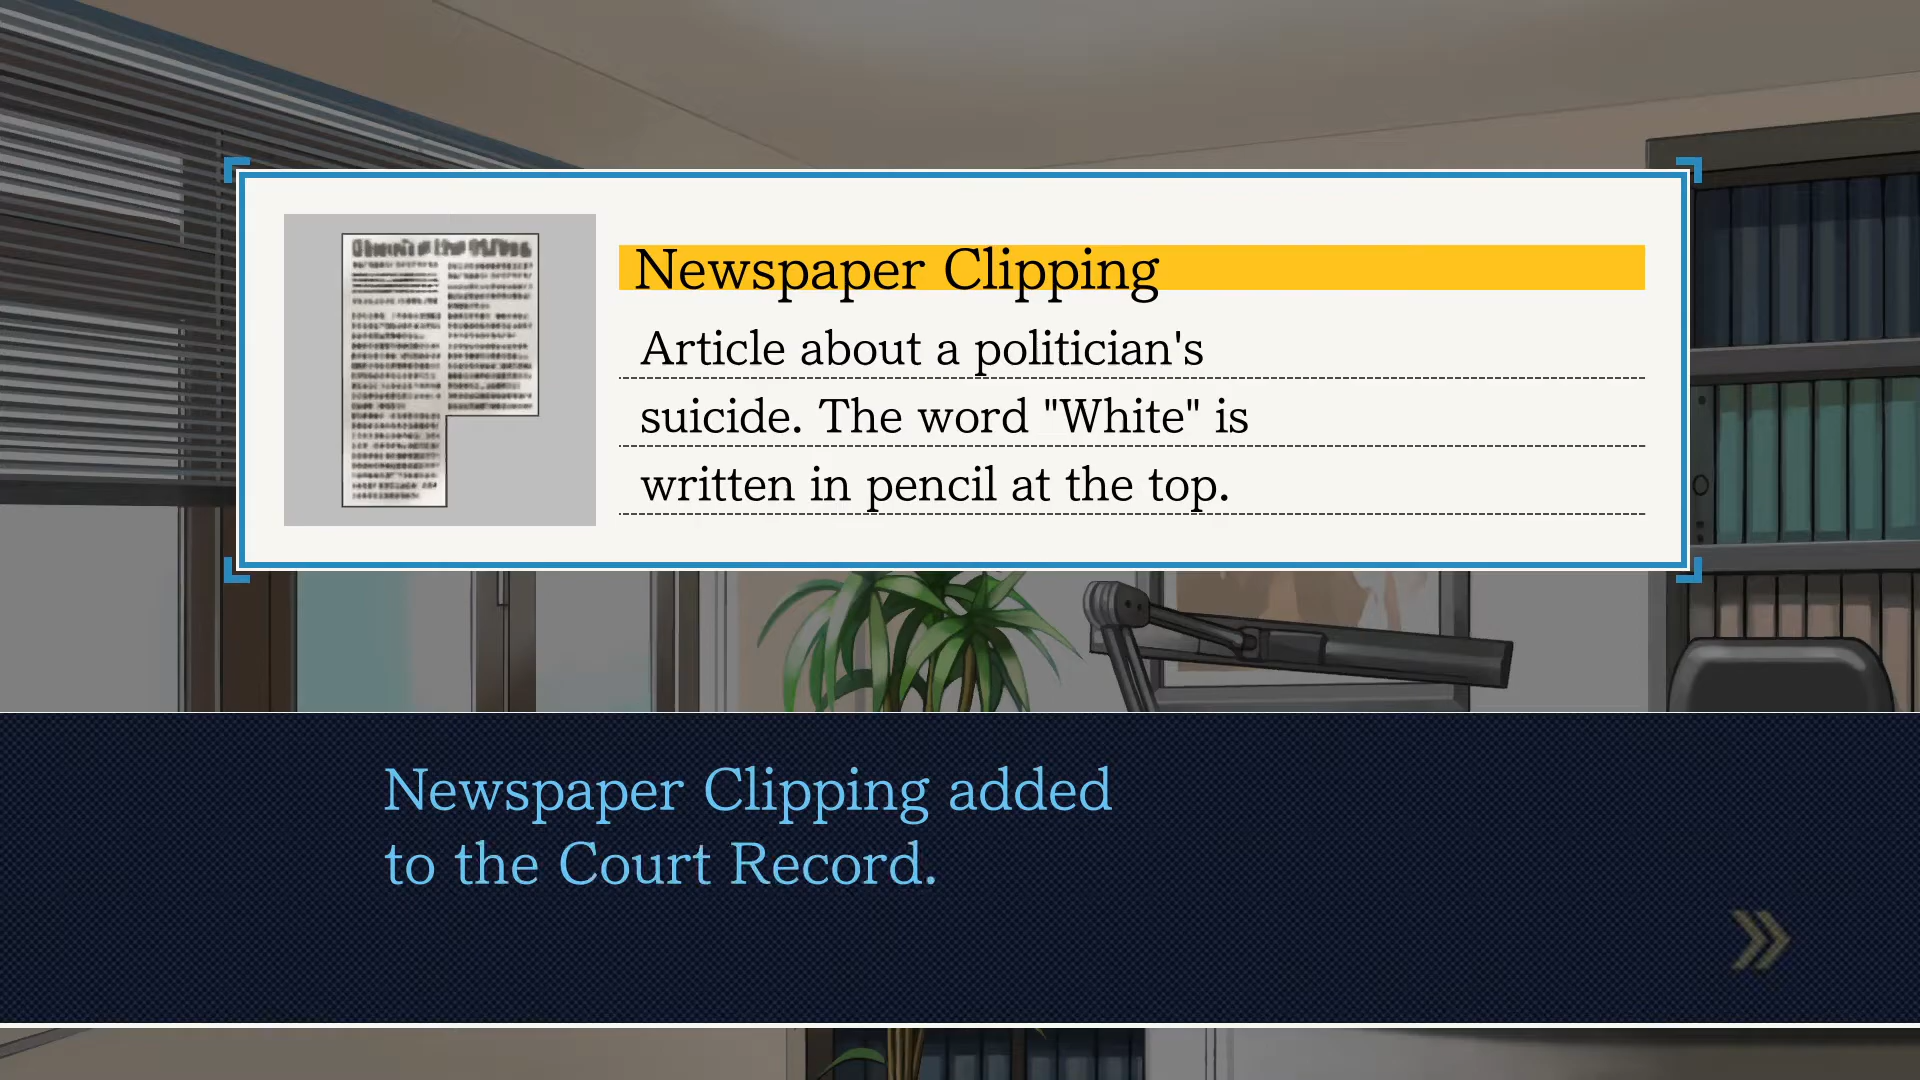 Newspaper Clipping
Article about a politician's
suicide. The word "White" is
written in pencil at the top.
Newspaper Clipping added
to the Court Record.